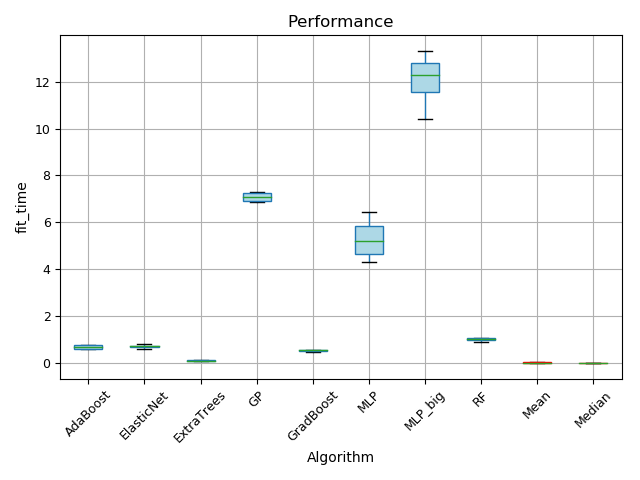 Performance
fit_time
12
10
8
6
4
2
0
AdaBoost
ElasticNet
ExtraTrees
GP
GradBoost
MLP
MLP_big
RF
Mean
Median
Algorithm